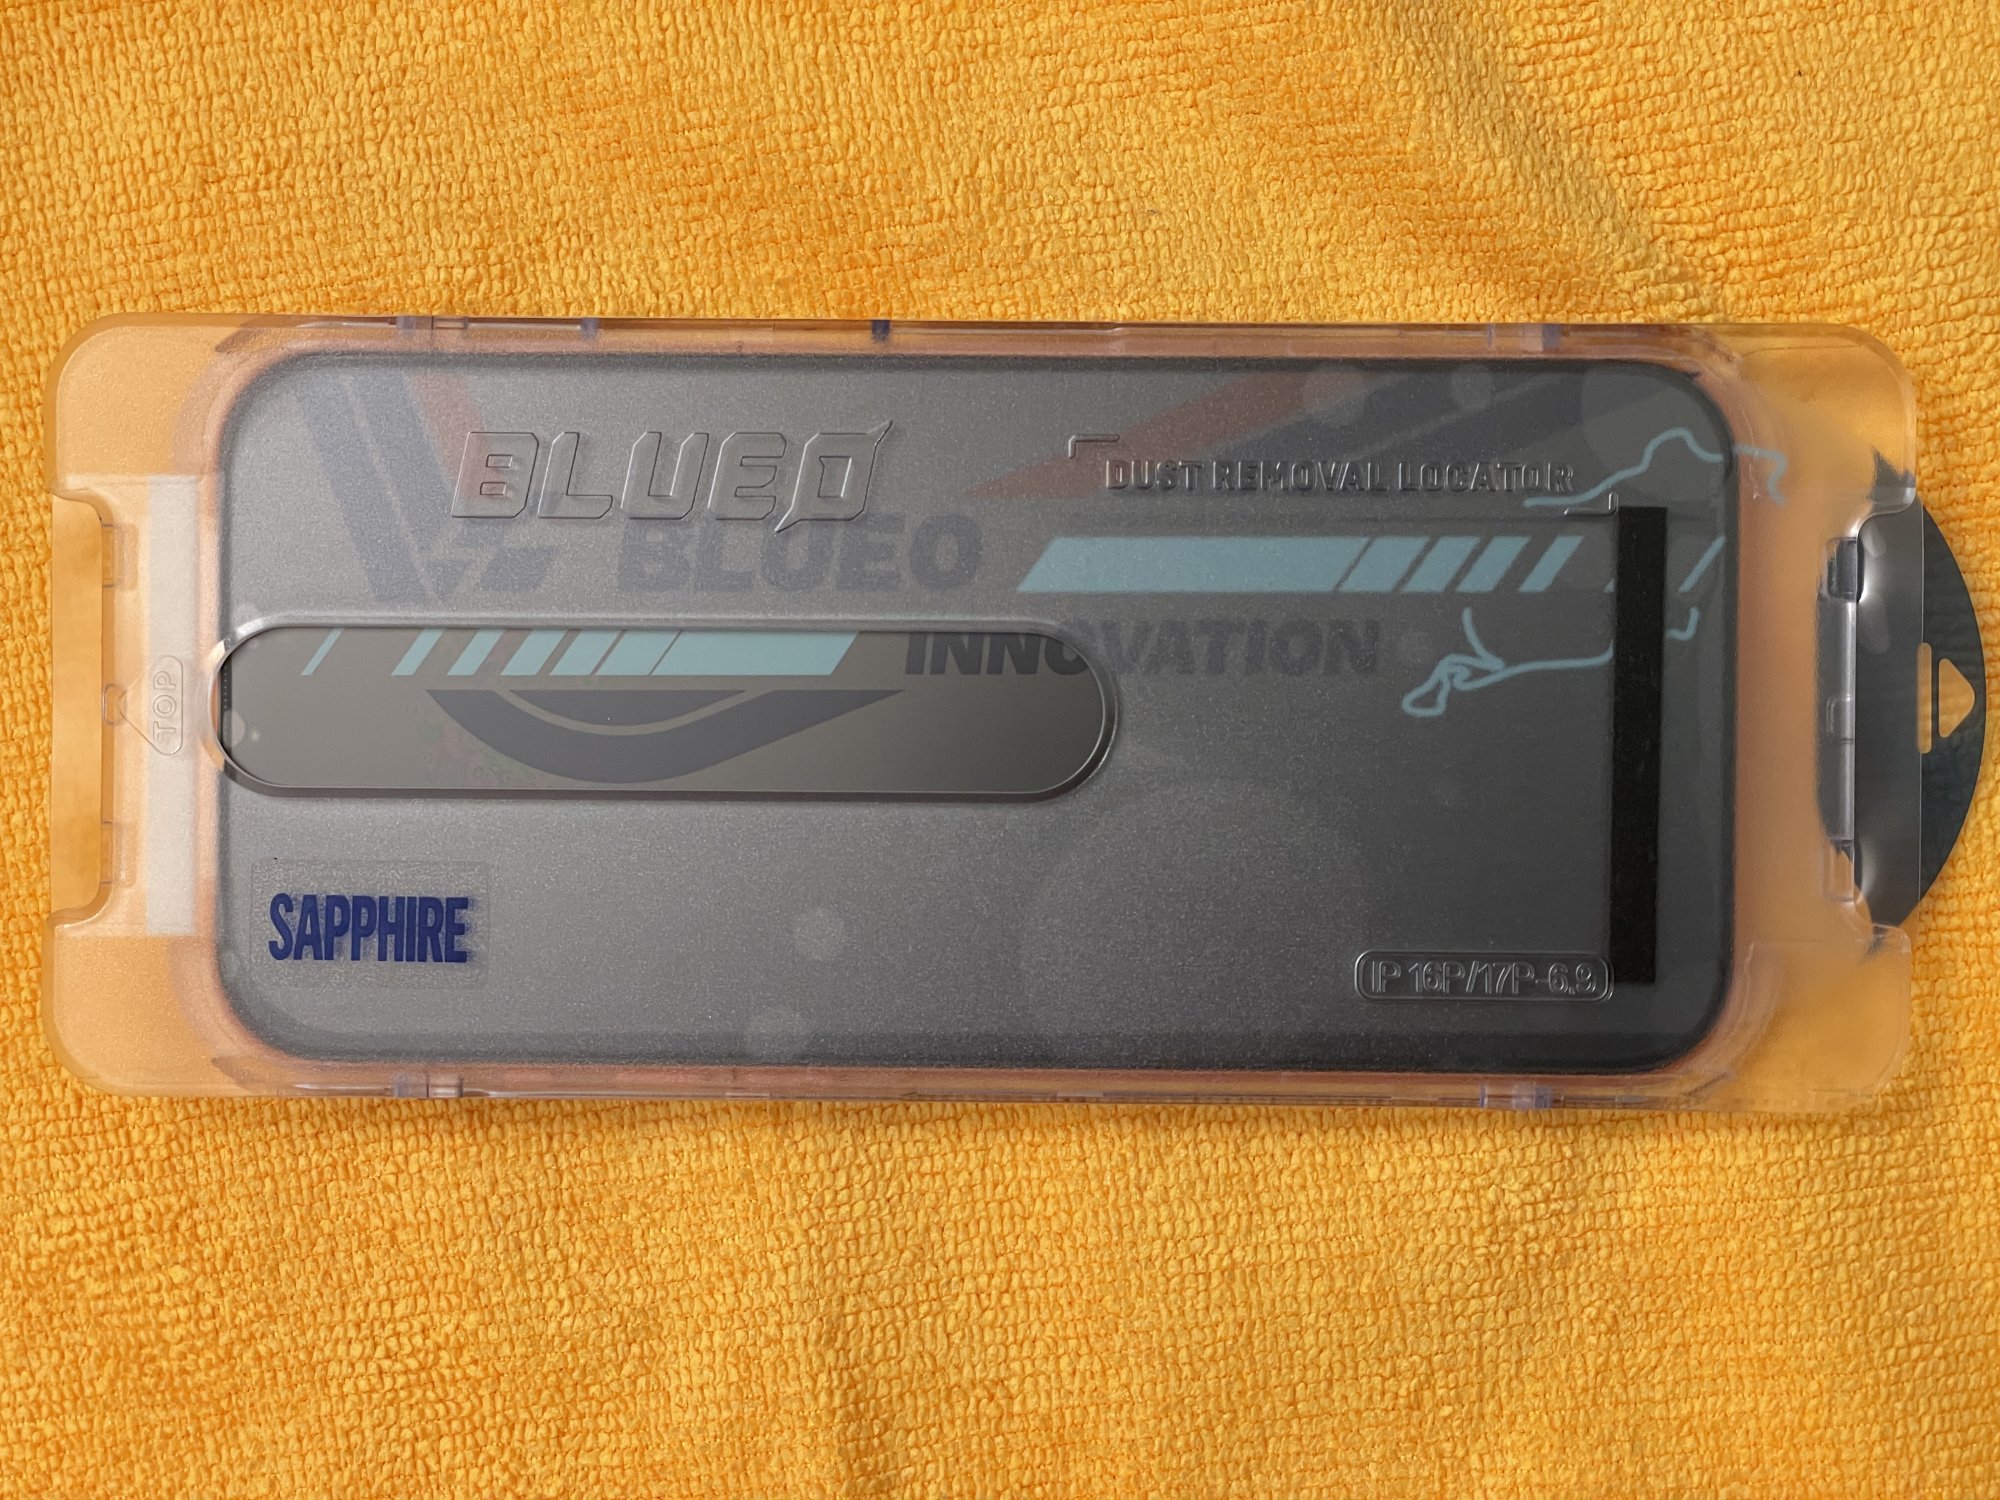 BLUEO
DUST REMOVAL LOCATOR
BLUEO
INNOVATION
TOP
SAPPHIRE
IP 16P/17P-6.9